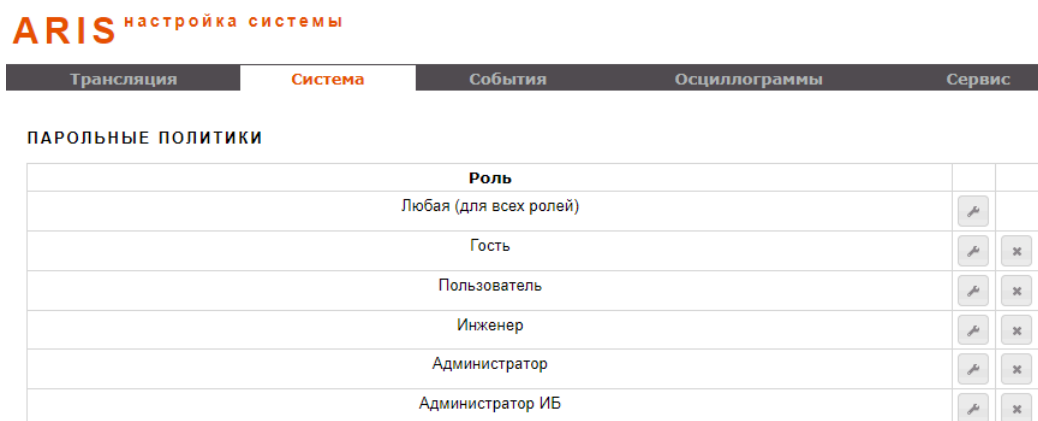 ARIS настройка системы
Трансляция Система События Осциллограммы Сервис
ПАРОЛЬНЫЕ ПОЛИТИКИ
Роль
Любая (для всех ролей)
Гость
Пользователь
Инженер
Администратор
Администратор ИБ